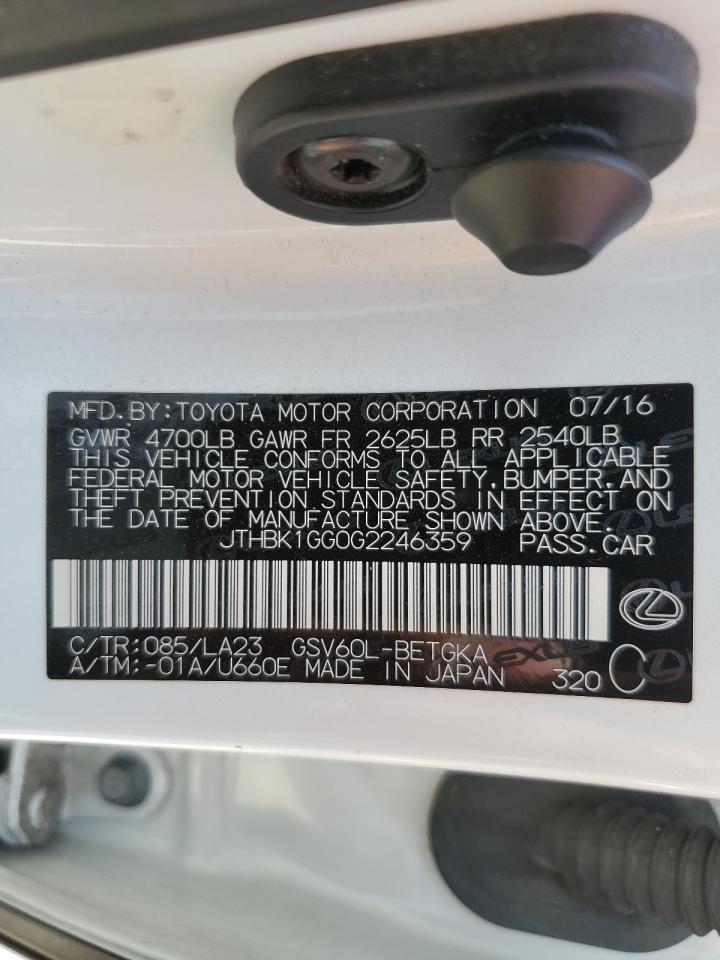 MFD. BY: TOYOTA MOTOR CORPORATION 07/16
GVWR 4700LB GAWR FR 2625LB RR 2540LB
THIS VEHICLE CONFORMS TO ALL APPLICABLE
FEDERAL MOTOR VEHICLE SAFETY, BUMPER, AND
THEFT PREVENTION STANDARDS IN EFFECT ON
THE DATE OF MANUFACTURE SHOWN ABOVE.
JTHBK1GG0G2246359 PASS. CAR
C/TR: 085/LA23 GSV60L-BETGKA
A/TM: -01A/U660E MADE IN JAPAN 320 C